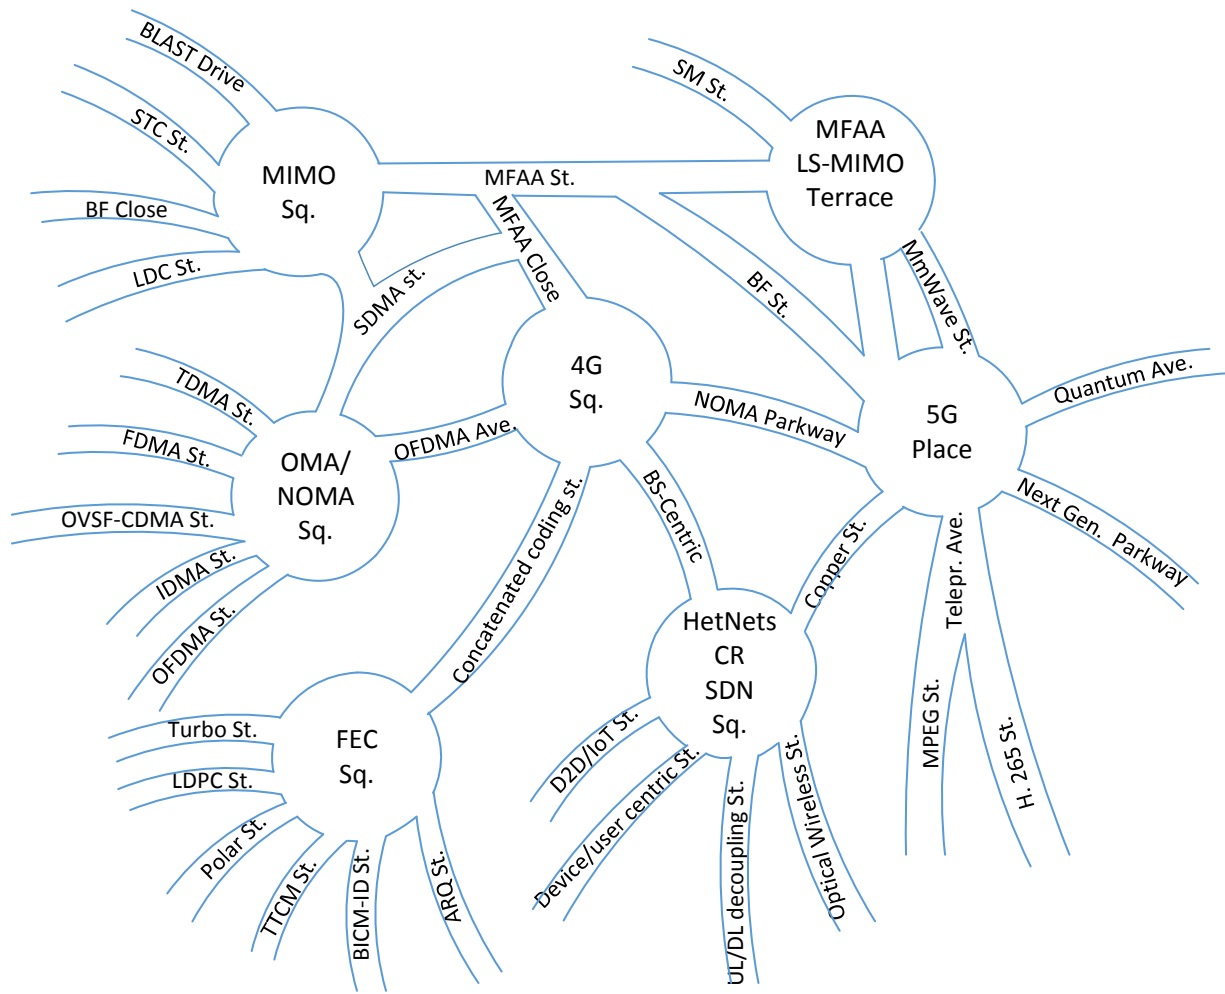 BLAST Drive
STC St.
BF Close
LDC St.
MIMO
Sq.
MFAA St.
SM St.
MFAA
LS-MIMO
Terrace
MFAA Close
SDMA st.
BF St.
MmWave St.
TDMA St.
FDMA St.
OVSF-CDMA St.
IDMA St.
OFDMA St.
OMA/
NOMA
Sq.
OFDMA Ave.
4G
Sq.
NOMA Parkway
5G
Place
Quantum Ave.
Next Gen. Parkway
Concatenated coding st.
BS-Centric
Copper St.
Telepr. Ave.
MPEG St.
H. 265 St.
HetNets
CR
SDN
Sq.
D2D/IoT St.
Device/user centric St.
UL/DL decoupling St.
Optical Wireless St.
Turbo St.
LDPC St.
Polar St.
TTCM St.
BICM-ID St.
ARQ St.
FEC
Sq.